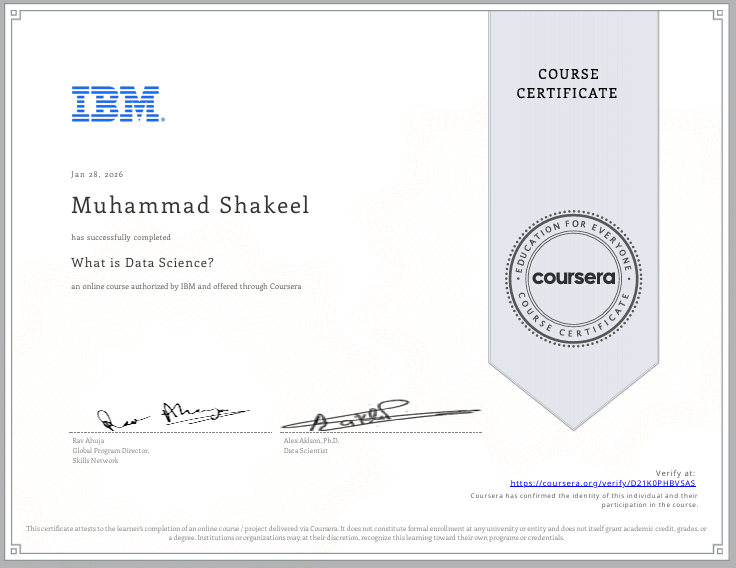 IBM®
COURSE
CERTIFICATE
Jan 28, 2026
Muhammad Shakeel
has successfully completed
What is Data Science?
an online course authorized by IBM and offered through Coursera
EDUCATION FOR EVERYONE
coursera
COURSE CERTIFICATE
Rav Ahuja
Global Program Director,
Skills Network
Alex Aklson, Ph.D.
Data Scientist
Verify at:
https://coursera.org/verify/D21K0PHBVSAS
Coursera has confirmed the identity of this individual and their
participation in the course.
This certificate attests to the learner's completion of an online course / project delivered via Coursera. It does not constitute formal enrollment at any university or entity and does not itself grant academic credit, grades, or
a degree. Institutions or organizations may, at their discretion, recognize this learning toward their own programs or credentials.